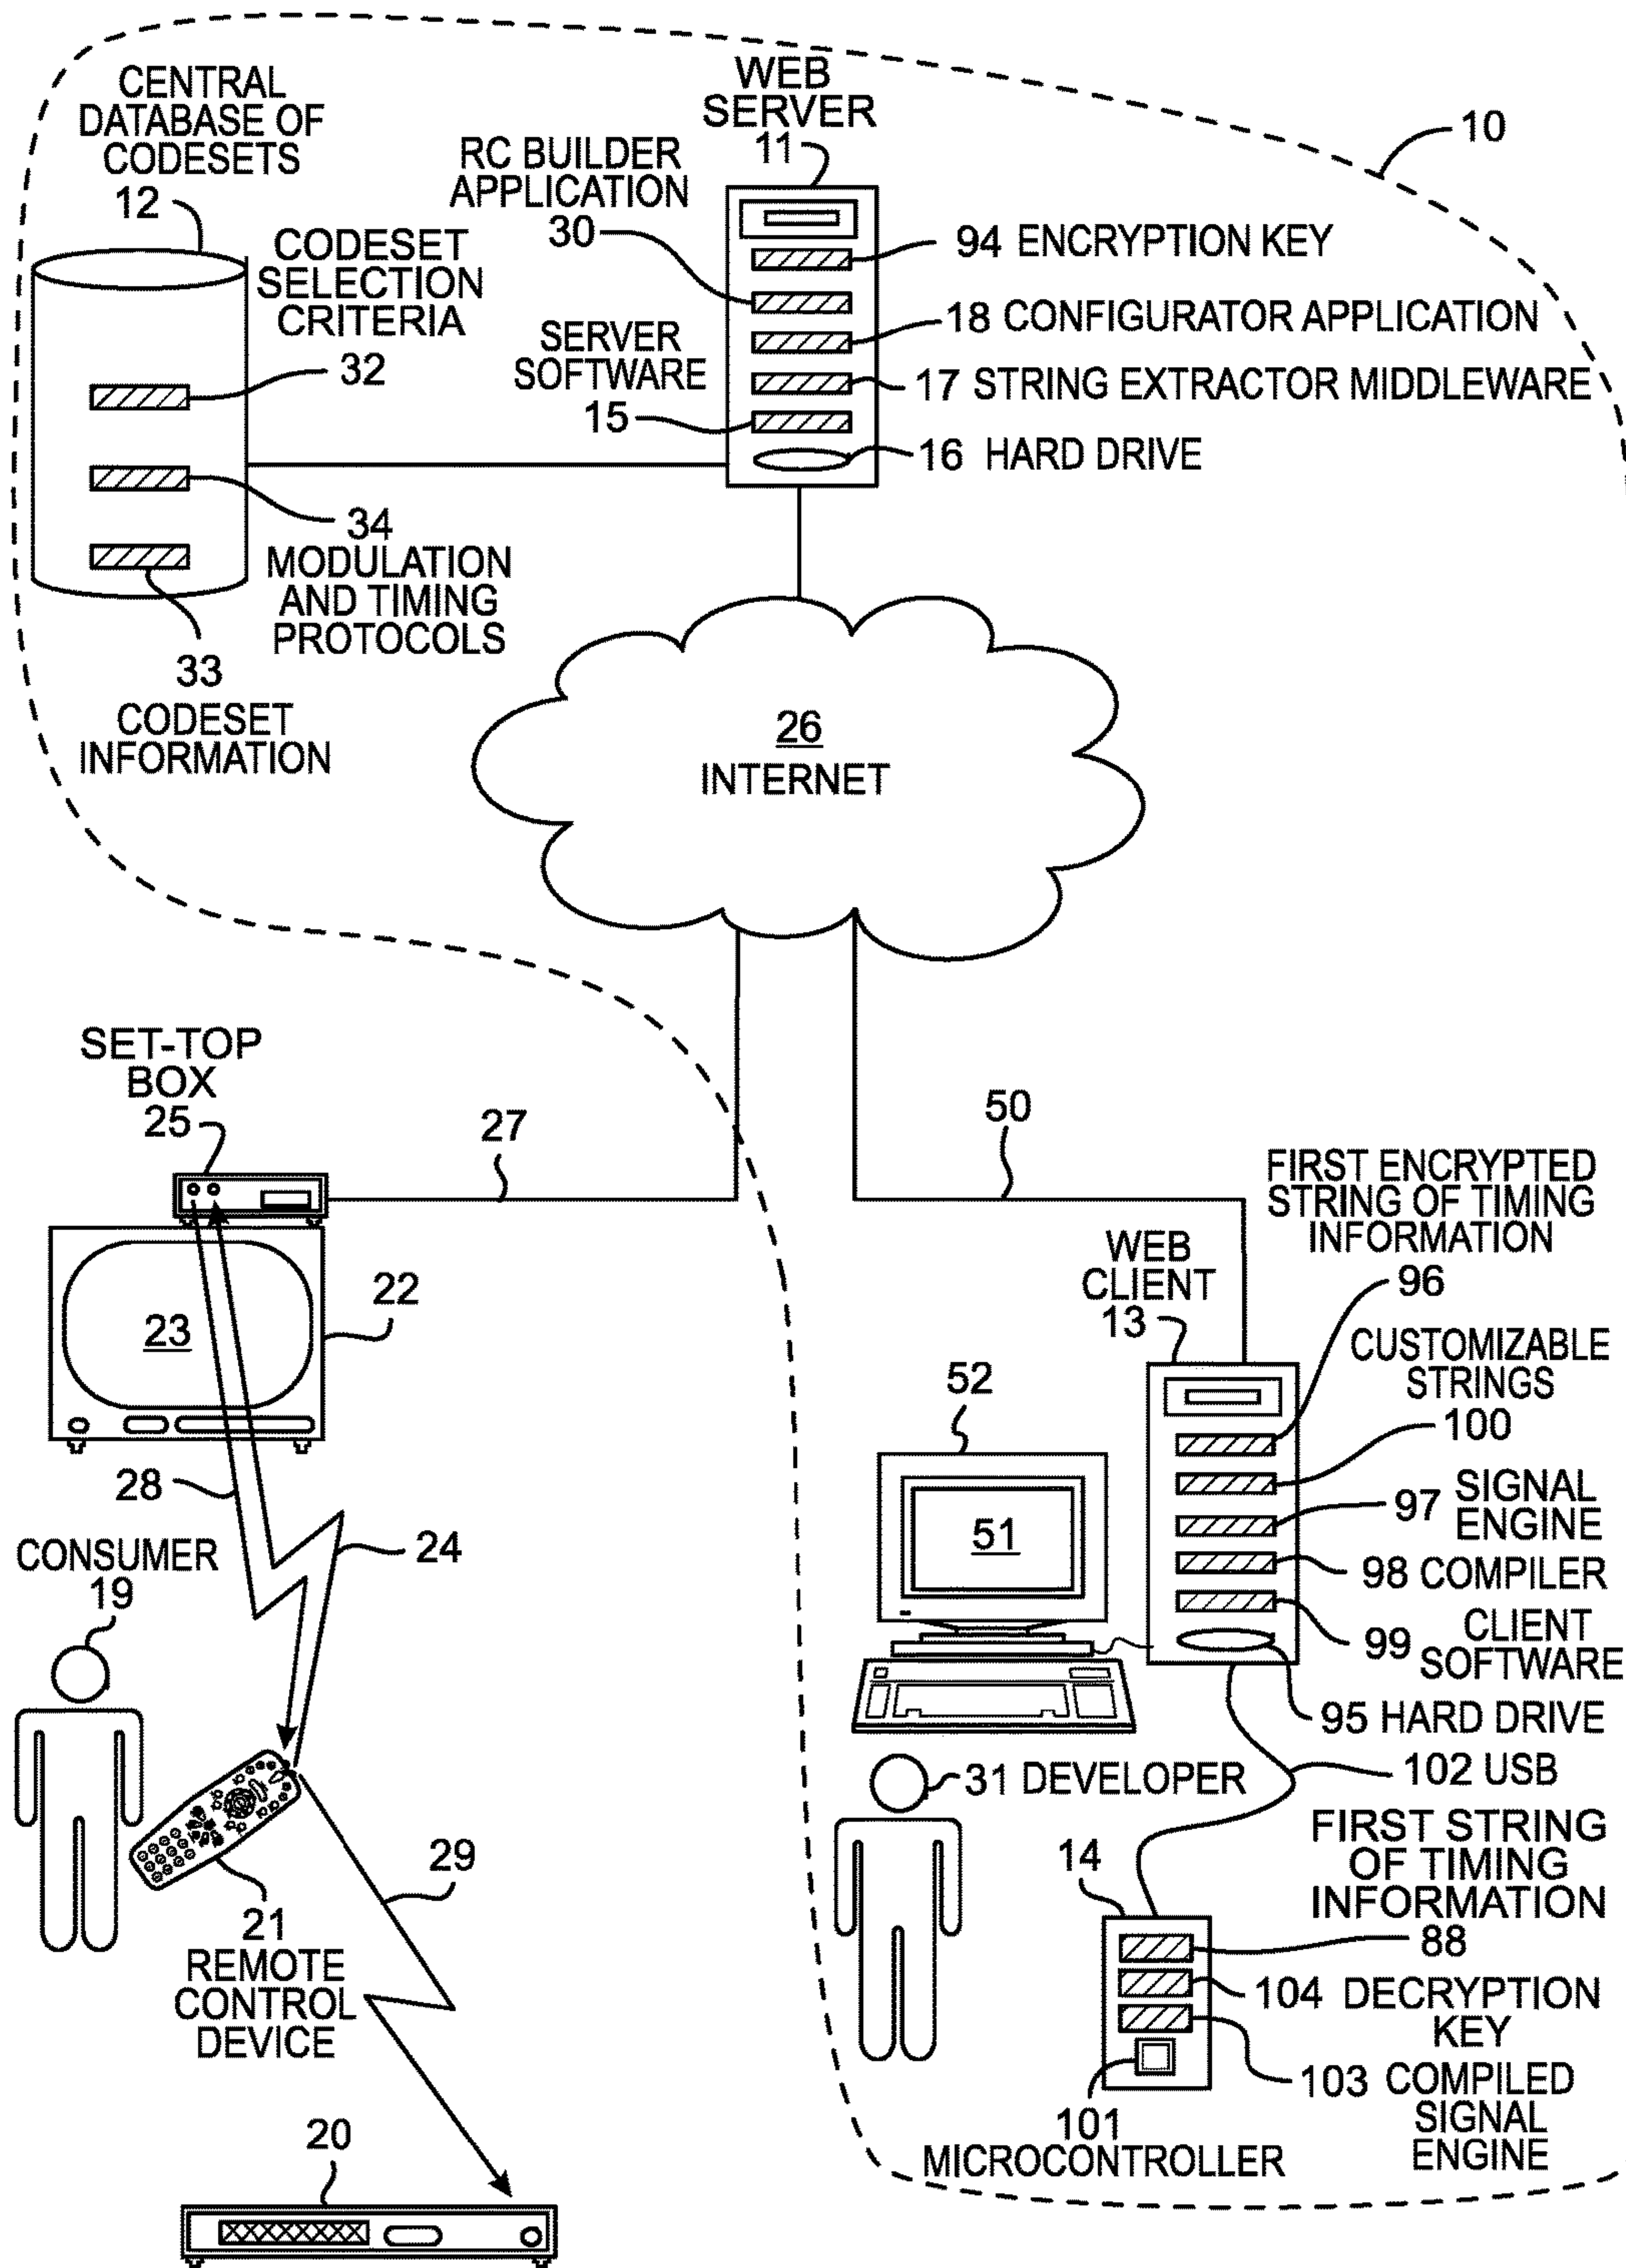 CENTRAL
DATABASE OF
CODESETS
12
WEB
SERVER
11
10
RC BUILDER
APPLICATION
30
94 ENCRYPTION KEY
CODESET
SELECTION
CRITERIA
32
18 CONFIGURATOR APPLICATION
SERVER
SOFTWARE
15
17 STRING EXTRACTOR MIDDLEWARE
16 HARD DRIVE
34
MODULATION
AND TIMING
PROTOCOLS
33
CODESET
INFORMATION
26
INTERNET
SET-TOP
BOX
25
27
50
FIRST ENCRYPTED
STRING OF TIMING
INFORMATION
96
WEB
CLIENT
13
22
23
CUSTOMIZABLE
STRINGS
100
52
28
97 SIGNAL
ENGINE
51
24
CONSUMER
19
98 COMPILER
99 CLIENT
SOFTWARE
95 HARD DRIVE
102 USB
31 DEVELOPER
FIRST STRING
OF TIMING
INFORMATION
88
14
29
21
REMOTE
CONTROL
DEVICE
104 DECRYPTION
KEY
103 COMPILED
SIGNAL
ENGINE
101
MICROCONTROLLER
20